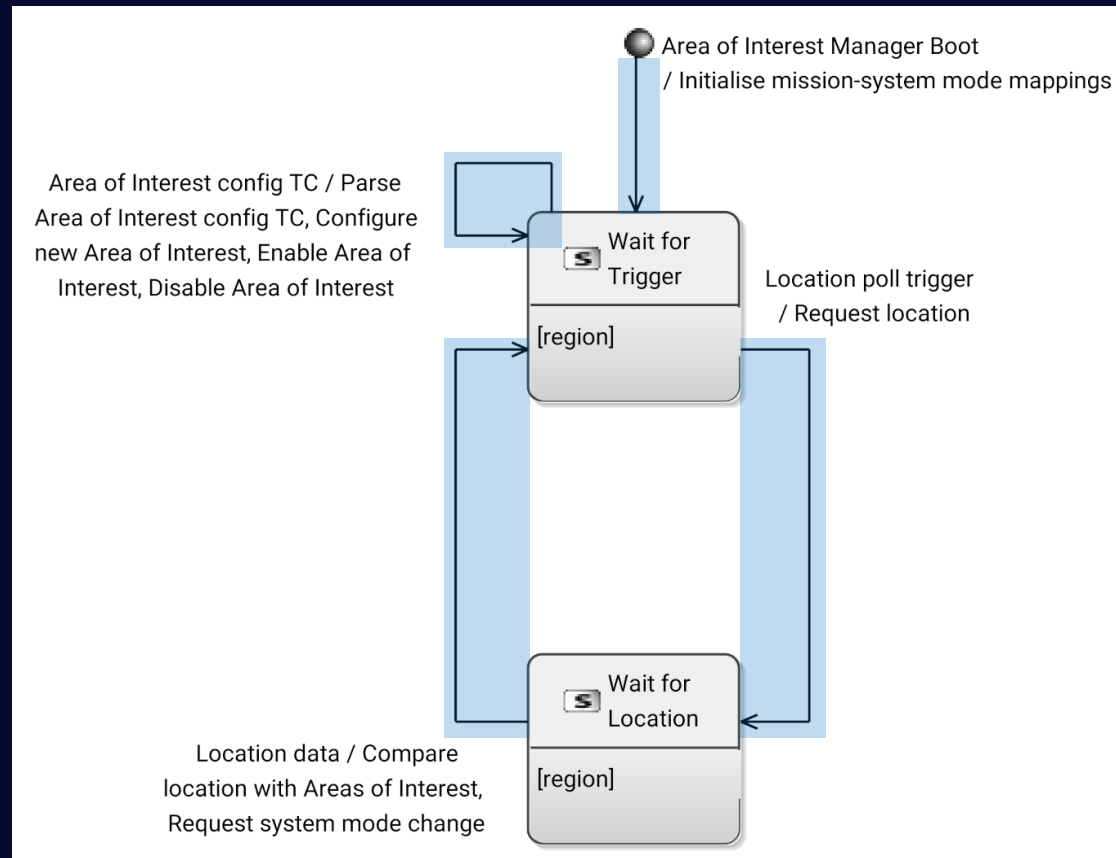 Area of Interest Manager Boot
/ Initialise mission-system mode mappings
Area of Interest config TC / Parse
Area of Interest config TC, Configure
new Area of Interest, Enable Area of
Interest, Disable Area of Interest
S
Wait for
Trigger
[region]
Location poll trigger
/ Request location
S
Wait for
Location
[region]
Location data / Compare
location with Areas of Interest,
Request system mode change